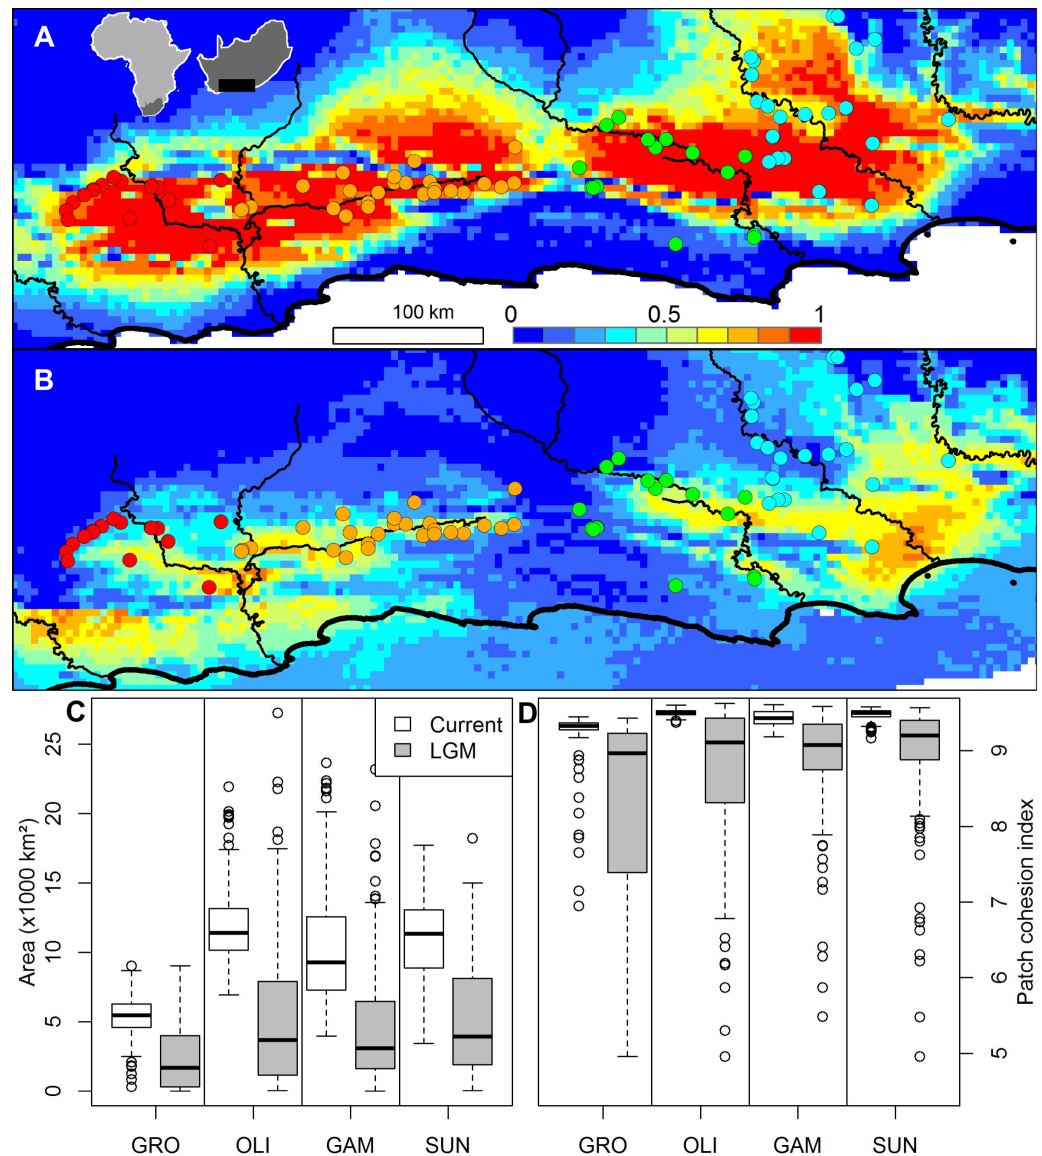 A
100 km
0 0.5 1
B
C
Current
LGM
Area (x1000 km²)
25
20
15
10
5
0
GRO OLI GAM SUN
D
Patch cohesion index
9
8
7
6
5
GRO OLI GAM SUN